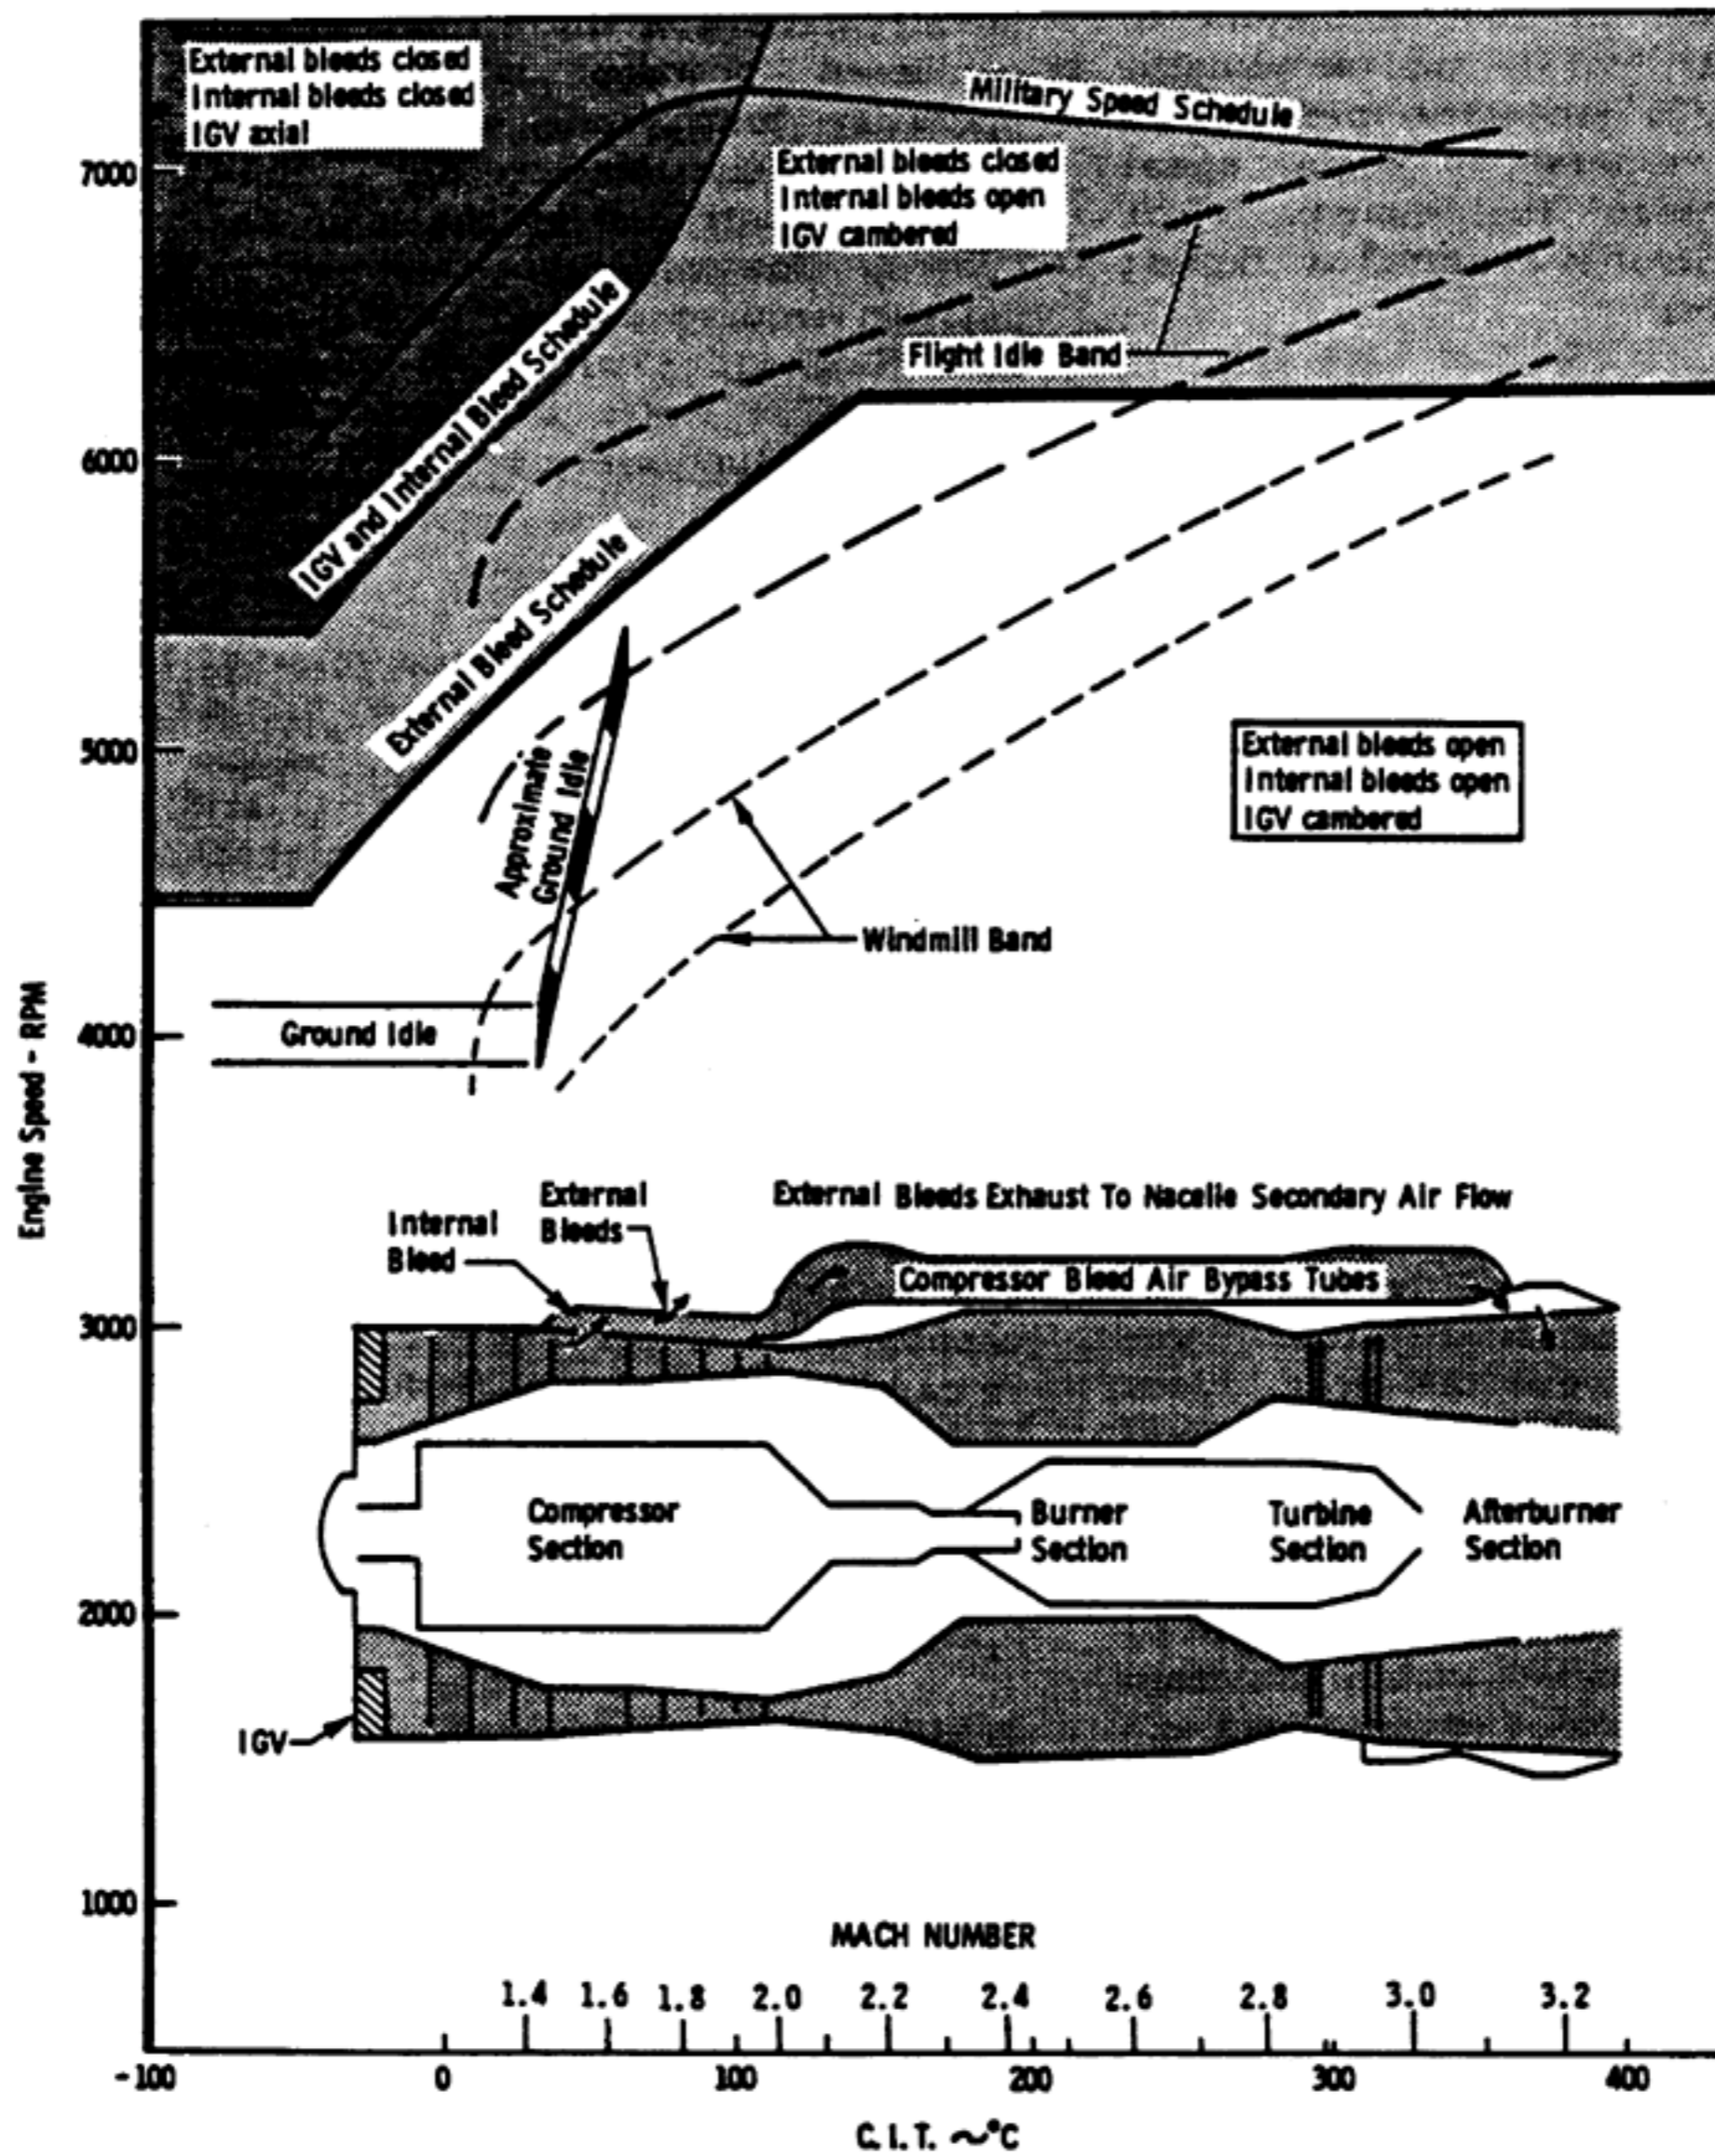 External bleeds closed
Internal bleeds closed
IGV axial
Military Speed Schedule
External bleeds closed
Internal bleeds open
IGV cambered
7000
IGV and Internal Bleed Schedule
Flight Idle Band
6000
External Bleed Schedule
5000
Approximate
Ground Idle
External bleeds open
Internal bleeds open
IGV cambered
Windmill Band
Ground Idle
4000
Engine Speed - RPM
External
Bleeds
External Bleeds Exhaust To Nacelle Secondary Air Flow
Internal
Bleed
Compressor Bleed Air Bypass Tubes
3000
Compressor
Section
Burner
Section
Turbine
Section
Afterburner
Section
2000
IGV
1000
MACH NUMBER
1.4 1.6 1.8 2.0 2.2 2.4 2.6 2.8 3.0 3.2
-100 0 100 200 300 400
C.I.T. ~°C